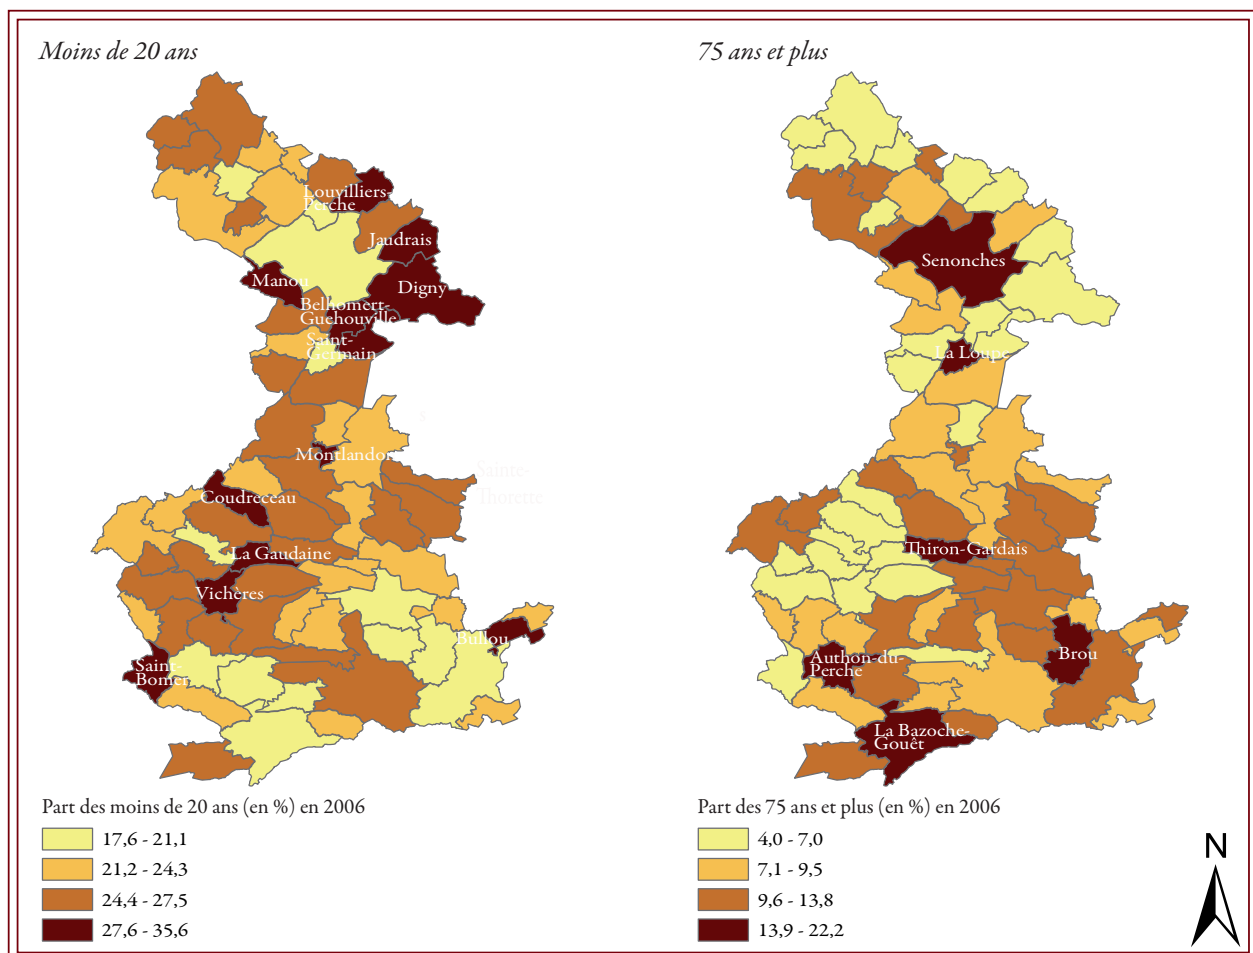 Moins de 20 ans
Louvilliers-
Perche
Jaudrais
Manou
Digny
Belhomert-
Guehouville
Saint-
Germain
s
Montlandon
Sainte-
Thorette
Coudreceau
La Gaudaine
Vichères
Bullou
Saint-
Bomer
Part des moins de 20 ans (en %) en 2006
17,6 - 21,1
21,2 - 24,3
24,4 - 27,5
27,6 - 35,6
75 ans et plus
Senonches
La Loupe
Thiron-Gardais
Authon-du-
Perche
Brou
La Bazoche-
Gouêt
Part des 75 ans et plus (en %) en 2006
4,0 - 7,0
7,1 - 9,5
9,6 - 13,8
13,9 - 22,2
N